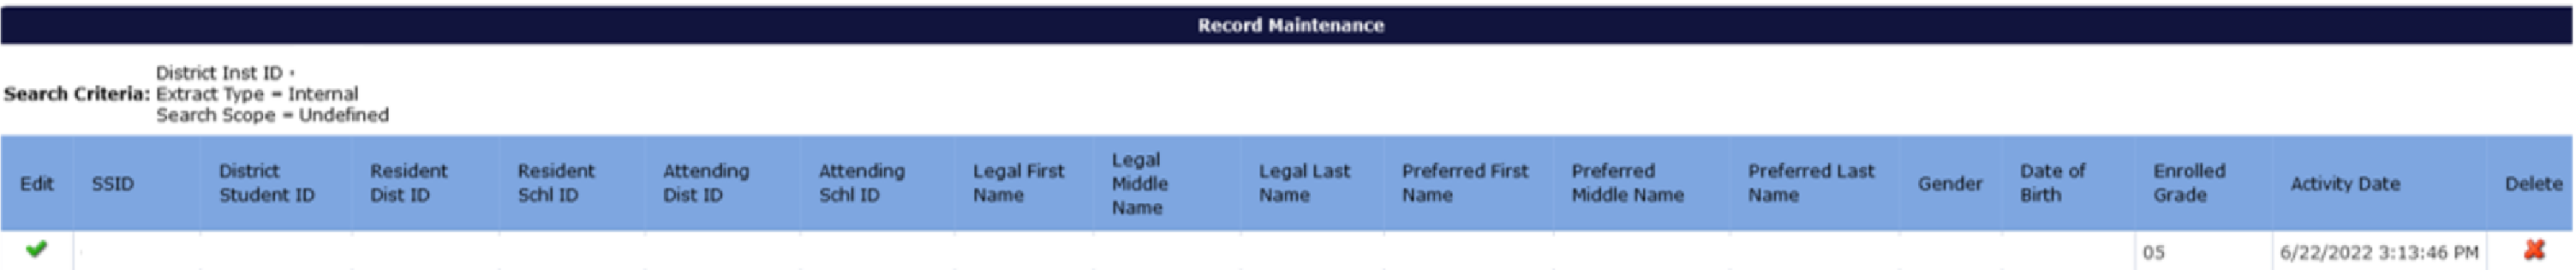 Record Maintenance
District Inst ID
Search Criteria: Extract Type = Internal
Search Scope = Undefined
Edit
SSID
District
Student ID
Resident
Dist ID
Resident
Schl ID
Attending
Dist ID
Attending
Schl ID
Legal First
Name
Legal
Middle
Name
Legal Last
Name
Preferred First
Name
Preferred
Middle Name
Preferred Last
Name
Gender
Date of
Birth
Enrolled
Grade
Activity Date
Delete
05
6/22/2022 3:13:46 PM